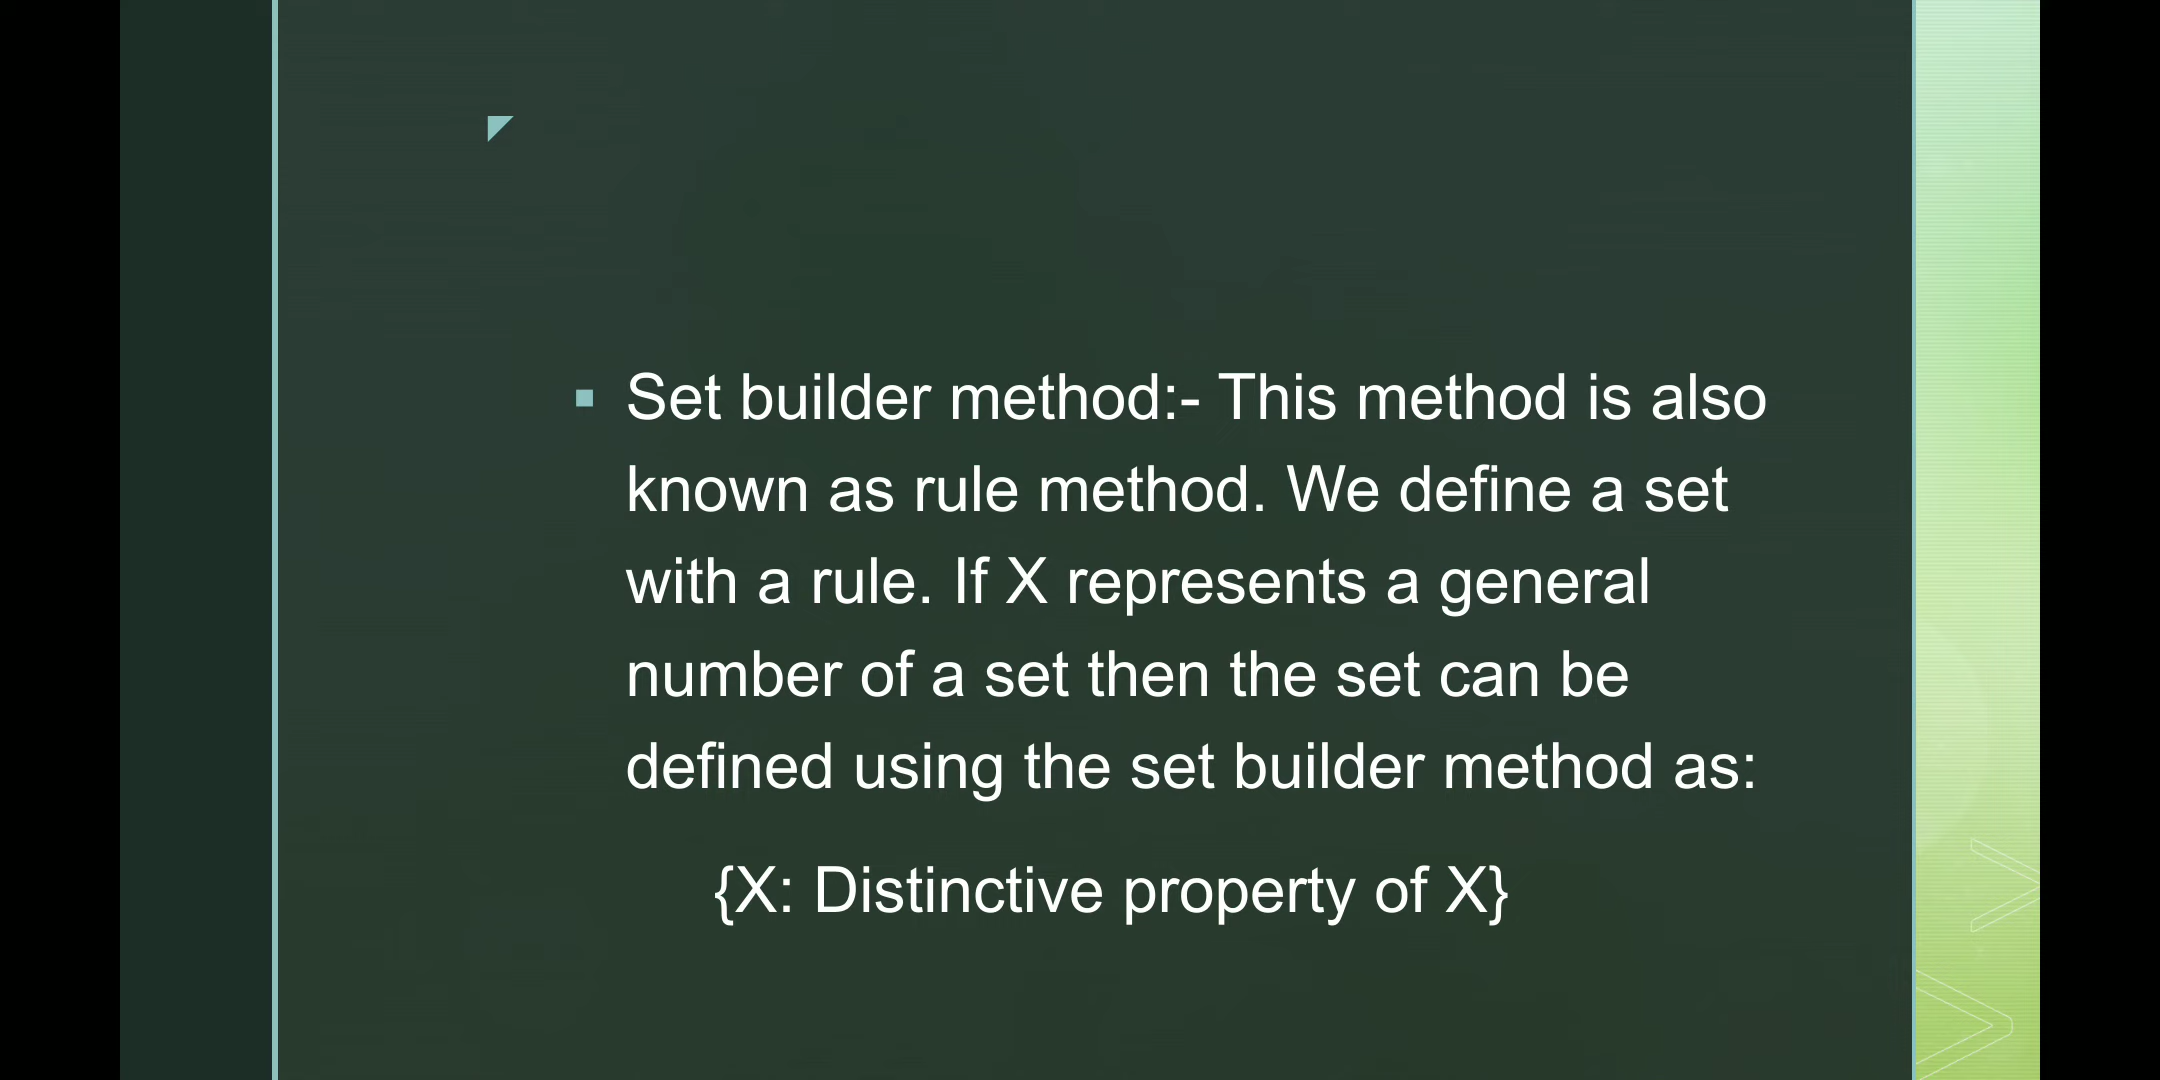 Set builder method:- This method is also
known as rule method. We define a set
with a rule. If X represents a general
number of a set then the set can be
defined using the set builder method as:
{X: Distinctive property of X}